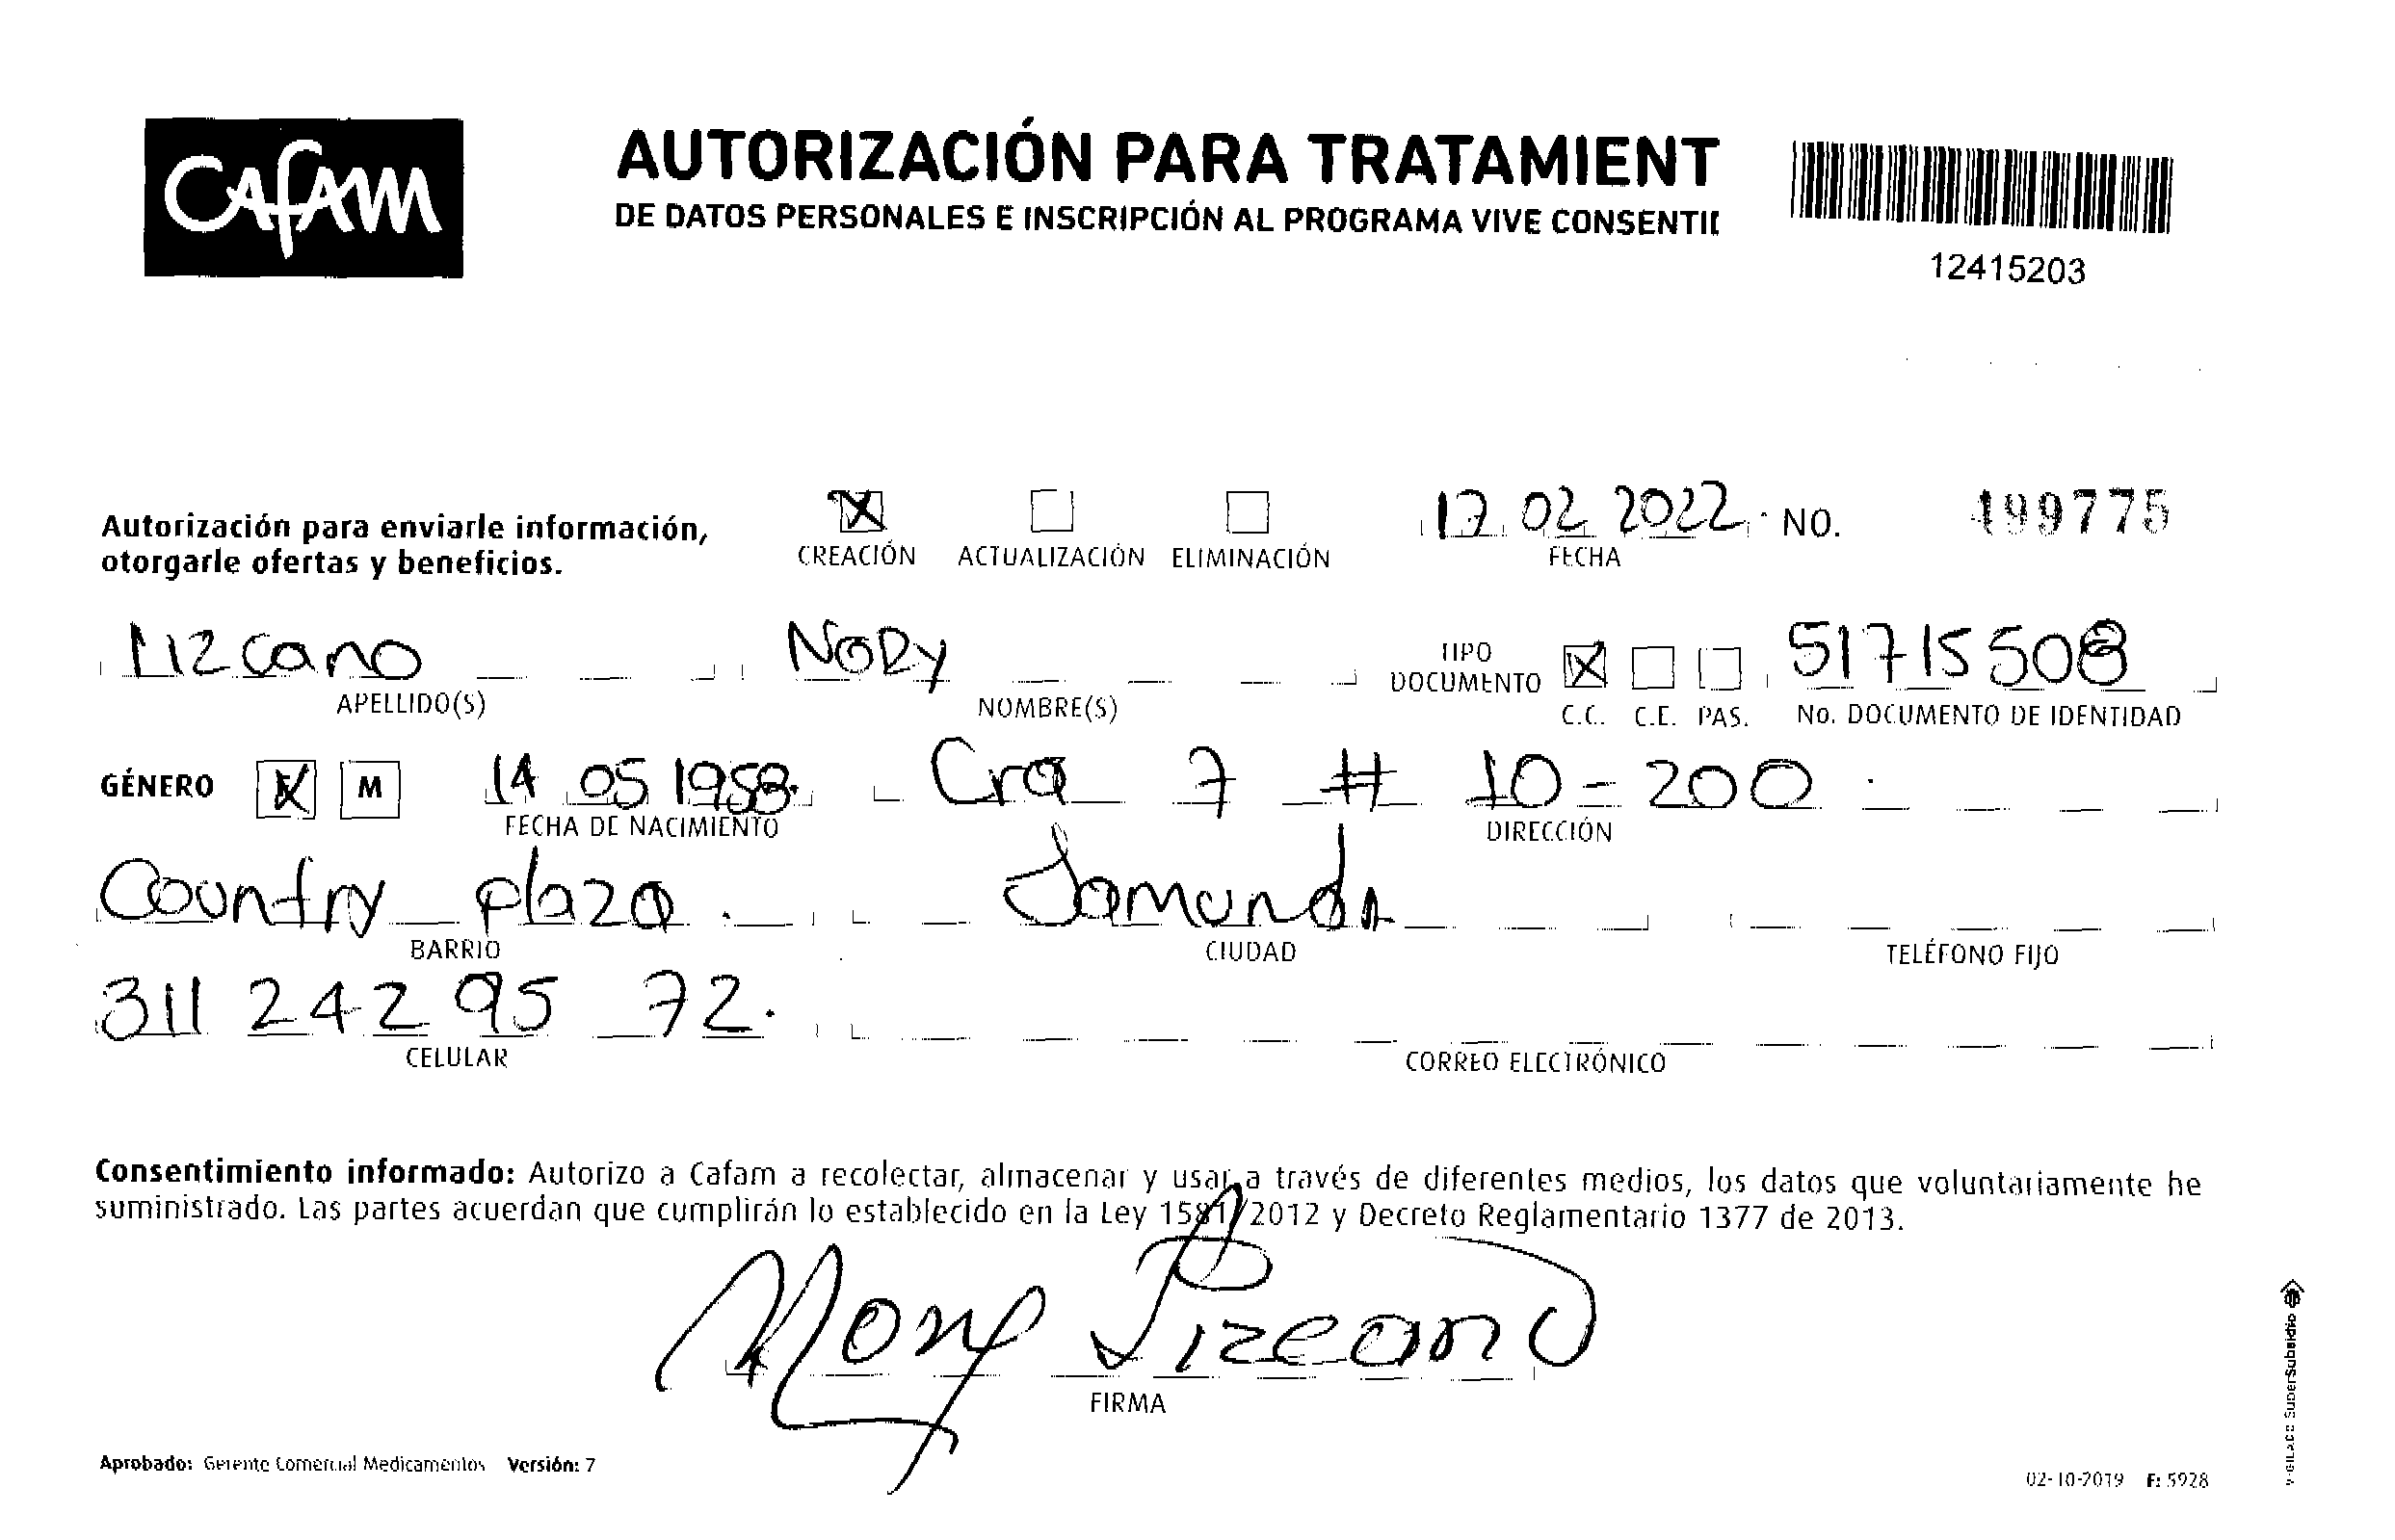 CAFAM
AUTORIZACIÓN PARA TRATAMIENT
DE DATOS PERSONALES E INSCRIPCIÓN AL PROGRAMA VIVE CONSENTI
12415203
Autorización para enviarle información,
otorgarle ofertas y beneficios.
X CREACIÓN ACTUALIZACIÓN ELIMINACIÓN
17 02 2022 NO. 199775
FECHA
Lizcano NORy TIPO DOCUMENTO X 51715508
APELLIDO(S) NOMBRE(S) C.C. C.E. PAS. No. DOCUMENTO DE IDENTIDAD
GÉNERO F M 14 05 1958. Cra 7 # 10-200
FECHA DE NACIMIENTO DIRECCIÓN
Country plaza. Jamundi
BARRIO CIUDAD TELÉFONO FIJO
311 242 95 72.
CELULAR CORREO ELECTRÓNICO
Consentimiento informado: Autorizo a Cafam a recolectar, almacenar y usar a través de diferentes medios, los datos que voluntariamente he
suministrado. Las partes acuerdan que cumplirán lo establecido en la Ley 1581/2012 y Decreto Reglamentario 1377 de 2013.
Nory Lizcano
FIRMA
Aprobado: Gerente Comercial Medicamentos Versión: 7
02-10-2019 F: 5928
VIGILADO SuperSubsidio